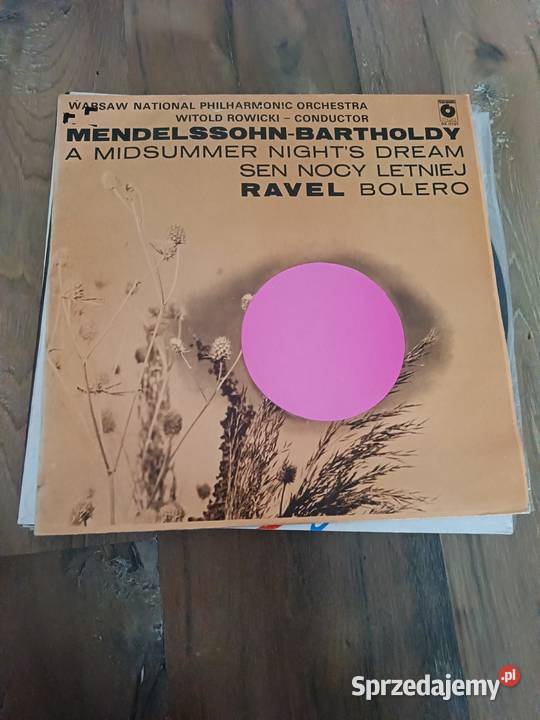 WARSAW NATIONAL PHILHARMONIC ORCHESTRA
WITOLD ROWICKI – CONDUCTOR
MENDELSSOHN-BARTHOLDY
A MIDSUMMER NIGHT'S DREAM
SEN NOCY LETNIEJ
RAVEL BOLERO
Sprzedajemy.pl